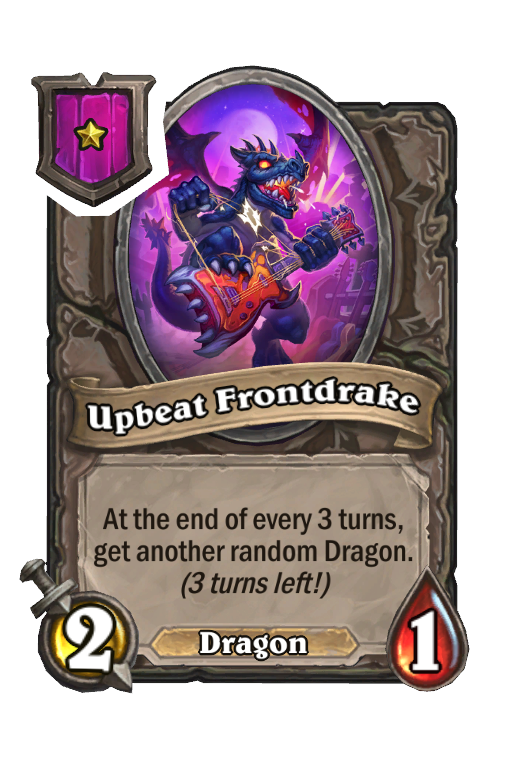 Upbeat Frontdrake
At the end of every 3 turns,
get another random Dragon.
(3 turns left!)
2
Dragon
1